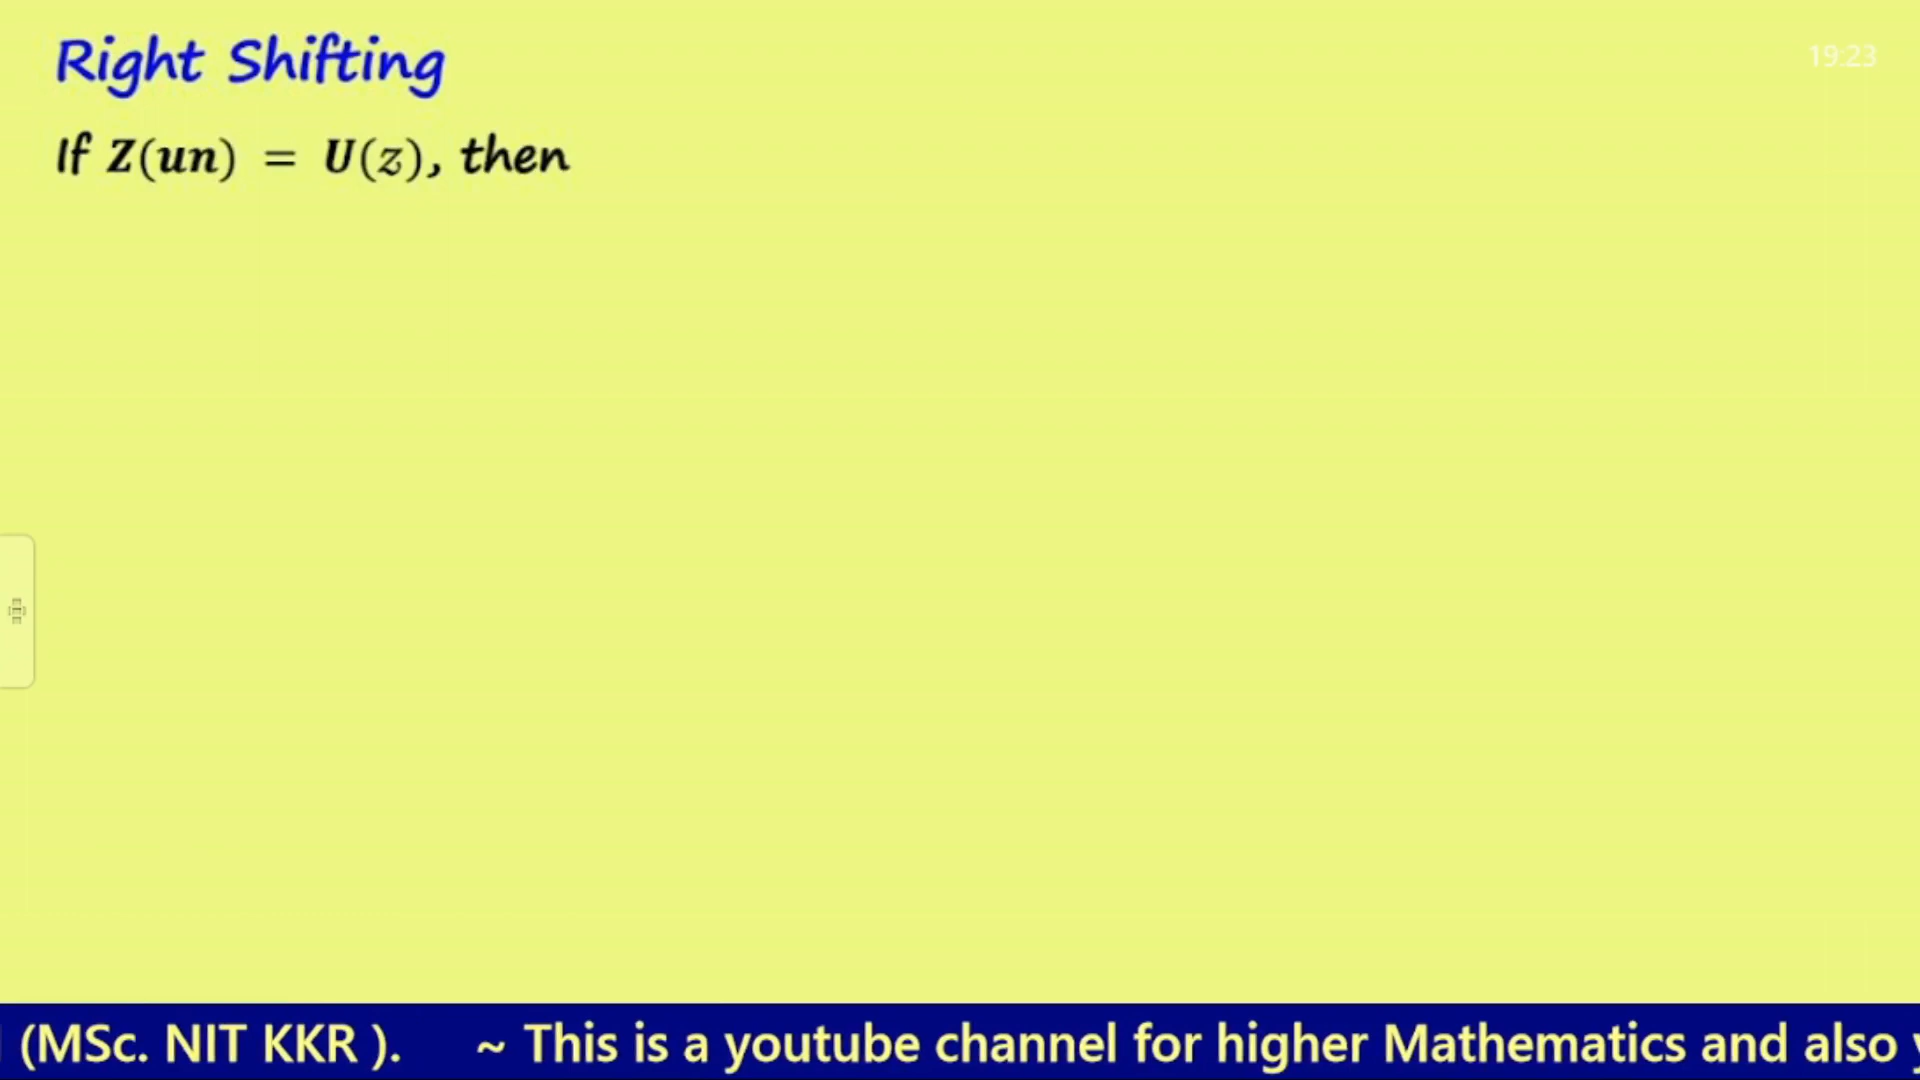 Right Shifting
19:23
If Z(un) = U(z), then
(MSc. NIT KKR ). ~ This is a youtube channel for higher Mathematics and also